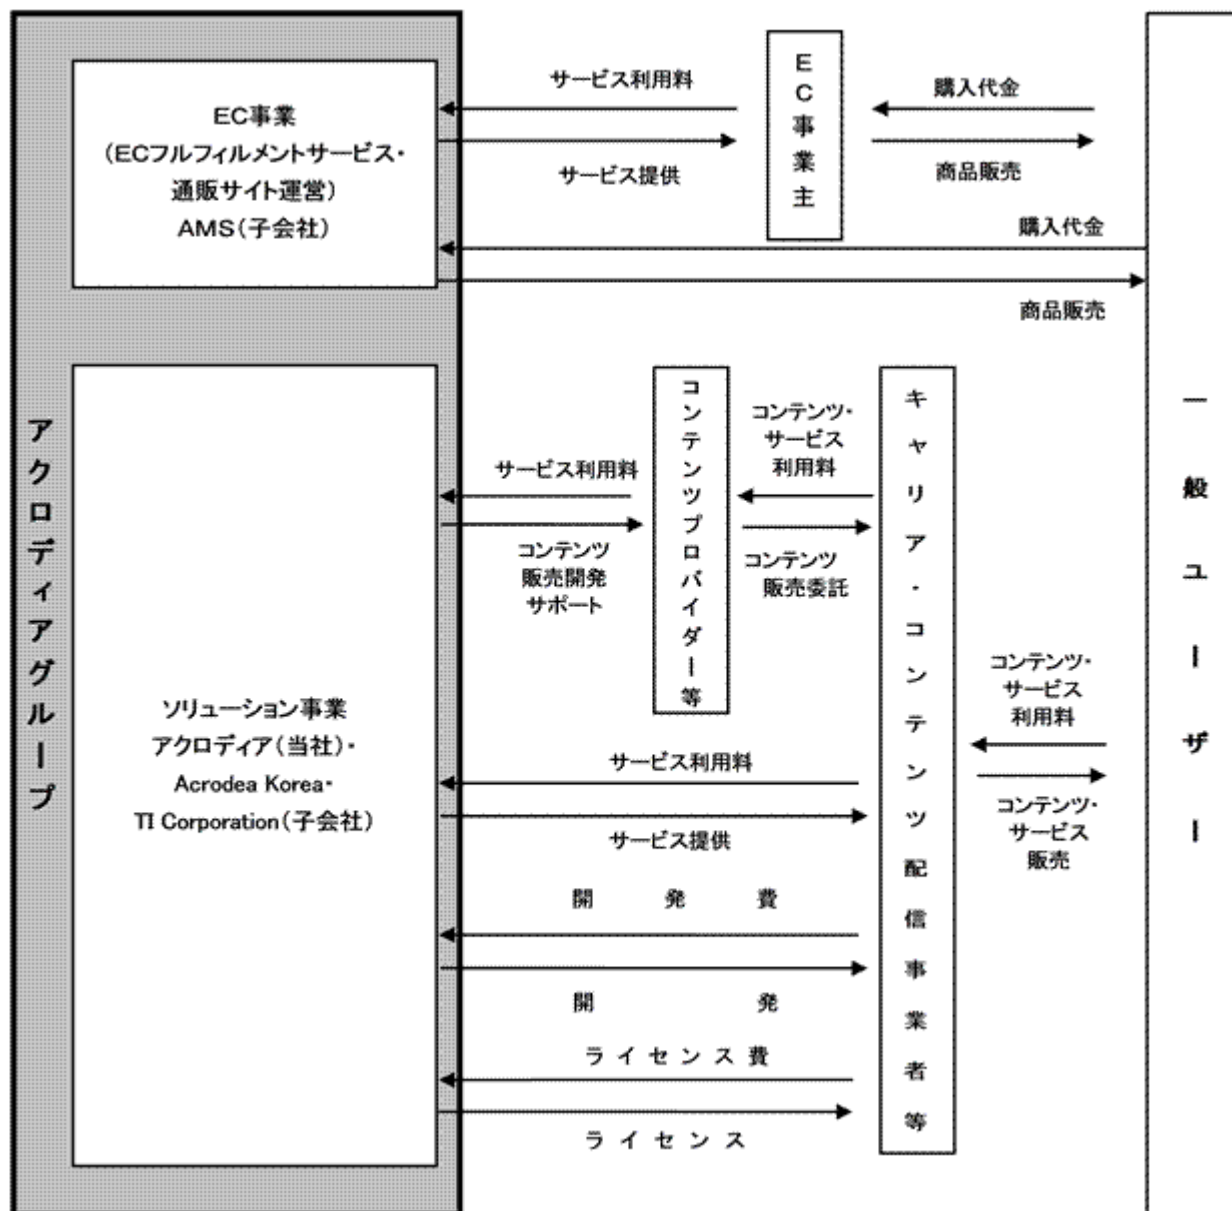 アクロディアグループ
EC事業
(ECフルフィルメントサービス・
通販サイト運営)
AMS(子会社)
サービス利用料
サービス提供
EC事業主
購入代金
商品販売
購入代金
商品販売
ソリューション事業
アクロディア(当社)・
Acrodea Korea・
TI Corporation(子会社)
サービス利用料
コンテンツ
販売開発
サポート
コンテンツプロバイダー等
コンテンツ・
サービス
利用料
コンテンツ
販売委託
サービス利用料
サービス提供
開発費
開発
ライセンス費
ライセンス
キャリア・コンテンツ配信事業者等
コンテンツ・
サービス
利用料
コンテンツ・
サービス
販売
一般ユーザー